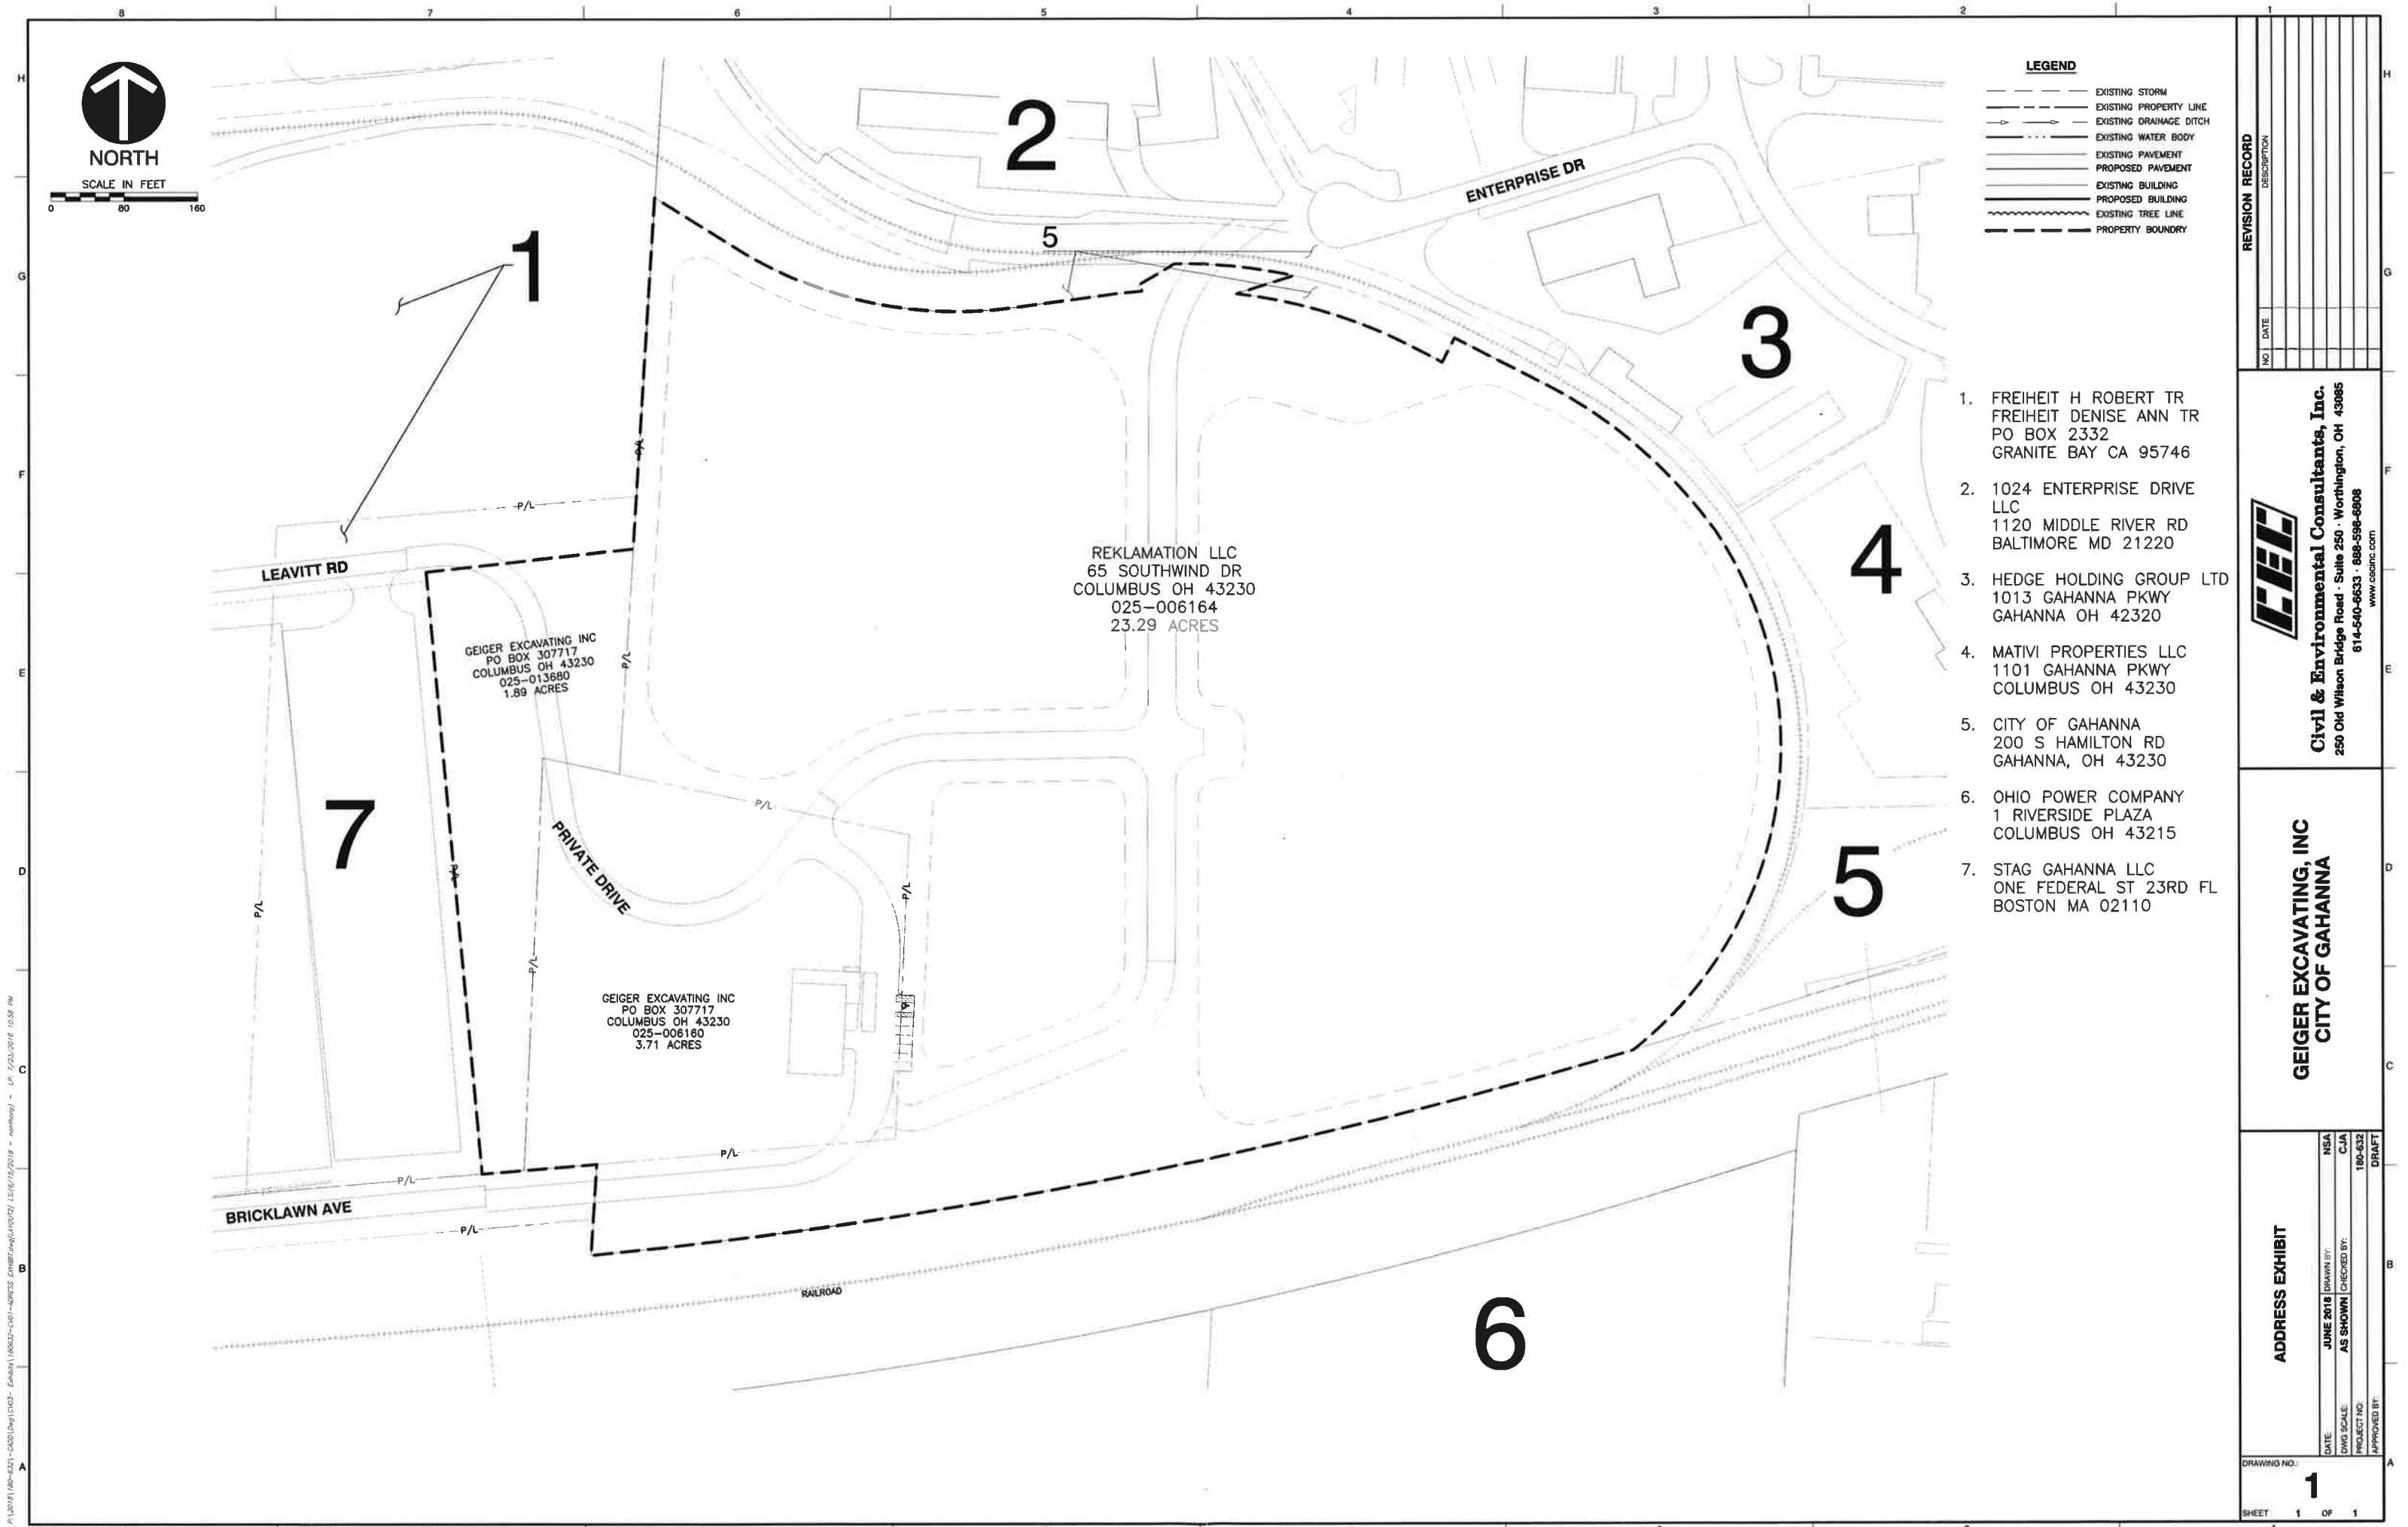 8 7 6 5 4 3 2 1
H
G
F
E
D
C
B
A
NORTH
SCALE IN FEET
0 80 160
1
2
3
4
5
5
6
7
ENTERPRISE DR
LEAVITT RD
P/L
P/L
P/L
P/L
P/L
P/L
P/L
P/L
P/L
P/L
P/L
GEIGER EXCAVATING INC
PO BOX 307717
COLUMBUS OH 43230
025-013680
1.89 ACRES
REKLAMATION LLC
65 SOUTHWIND DR
COLUMBUS OH 43230
025-006164
23.29 ACRES
PRIVATE DRIVE
GEIGER EXCAVATING INC
PO BOX 307717
COLUMBUS OH 43230
025-006160
3.71 ACRES
BRICKLAWN AVE
RAILROAD
LEGEND
EXISTING STORM
EXISTING PROPERTY LINE
EXISTING DRAINAGE DITCH
EXISTING WATER BODY
EXISTING PAVEMENT
PROPOSED PAVEMENT
EXISTING BUILDING
PROPOSED BUILDING
EXISTING TREE LINE
PROPERTY BOUNDRY
1. FREIHEIT H ROBERT TR
FREIHEIT DENISE ANN TR
PO BOX 2332
GRANITE BAY CA 95746
2. 1024 ENTERPRISE DRIVE
LLC
1120 MIDDLE RIVER RD
BALTIMORE MD 21220
3. HEDGE HOLDING GROUP LTD
1013 GAHANNA PKWY
GAHANNA OH 42320
4. MATIVI PROPERTIES LLC
1101 GAHANNA PKWY
COLUMBUS OH 43230
5. CITY OF GAHANNA
200 S HAMILTON RD
GAHANNA, OH 43230
6. OHIO POWER COMPANY
1 RIVERSIDE PLAZA
COLUMBUS OH 43215
7. STAG GAHANNA LLC
ONE FEDERAL ST 23RD FL
BOSTON MA 02110
REVISION RECORD
NO DATE DESCRIPTION
CEC
Civil & Environmental Consultants, Inc.
250 Old Wilson Bridge Road · Suite 250 · Worthington, OH 43085
614-540-6633 · 888-598-6808
www.cecinc.com
GEIGER EXCAVATING, INC
CITY OF GAHANNA
ADDRESS EXHIBIT
DATE: JUNE 2018 DRAWN BY: NSA
DWG SCALE: AS SHOWN CHECKED BY: CJA
PROJECT NO: 180-632
APPROVED BY: DRAFT
DRAWING NO.:
1
SHEET 1 OF 1